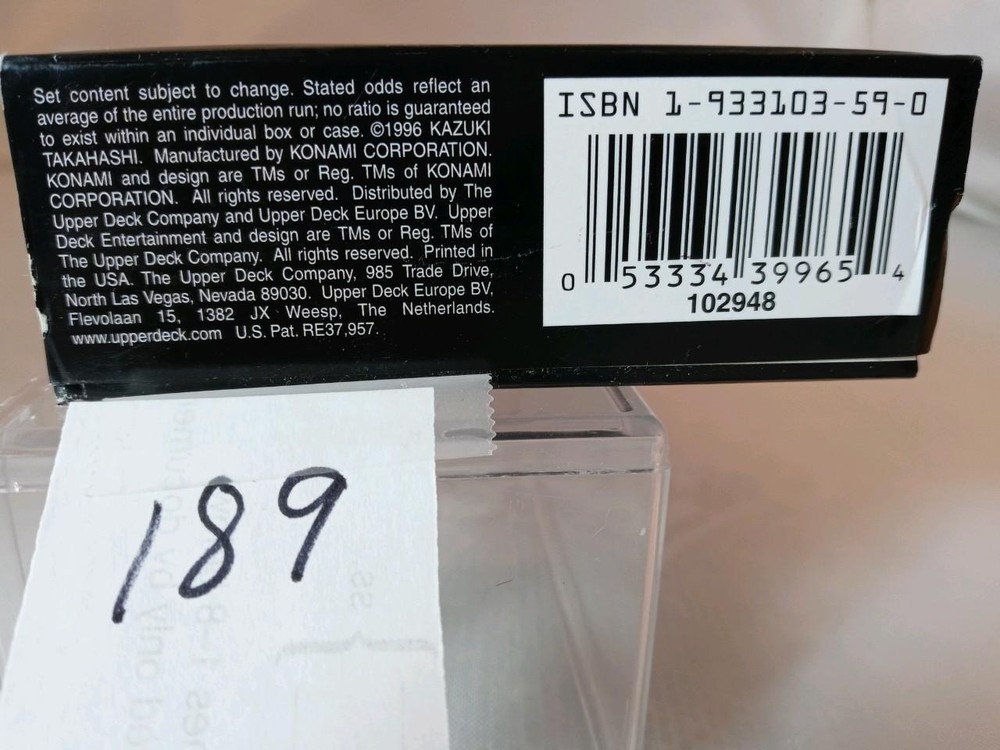 Set content subject to change. Stated odds reflect an
average of the entire production run; no ratio is guaranteed
to exist within an individual box or case. ©1996 KAZUKI
TAKAHASHI. Manufactured by KONAMI CORPORATION.
KONAMI and design are TMs or Reg. TMs of KONAMI
CORPORATION. All rights reserved. Distributed by The
Upper Deck Company and Upper Deck Europe BV. Upper
Deck Entertainment and design are TMs or Reg. TMs of
The Upper Deck Company. All rights reserved. Printed in
the USA. The Upper Deck Company, 985 Trade Drive,
North Las Vegas, Nevada 89030. Upper Deck Europe BV,
Flevolaan 15, 1382 JX Weesp, The Netherlands.
www.upperdeck.com U.S. Pat. RE37,957.
ISBN 1-933103-59-0
0 53334 39965 4
102948
189